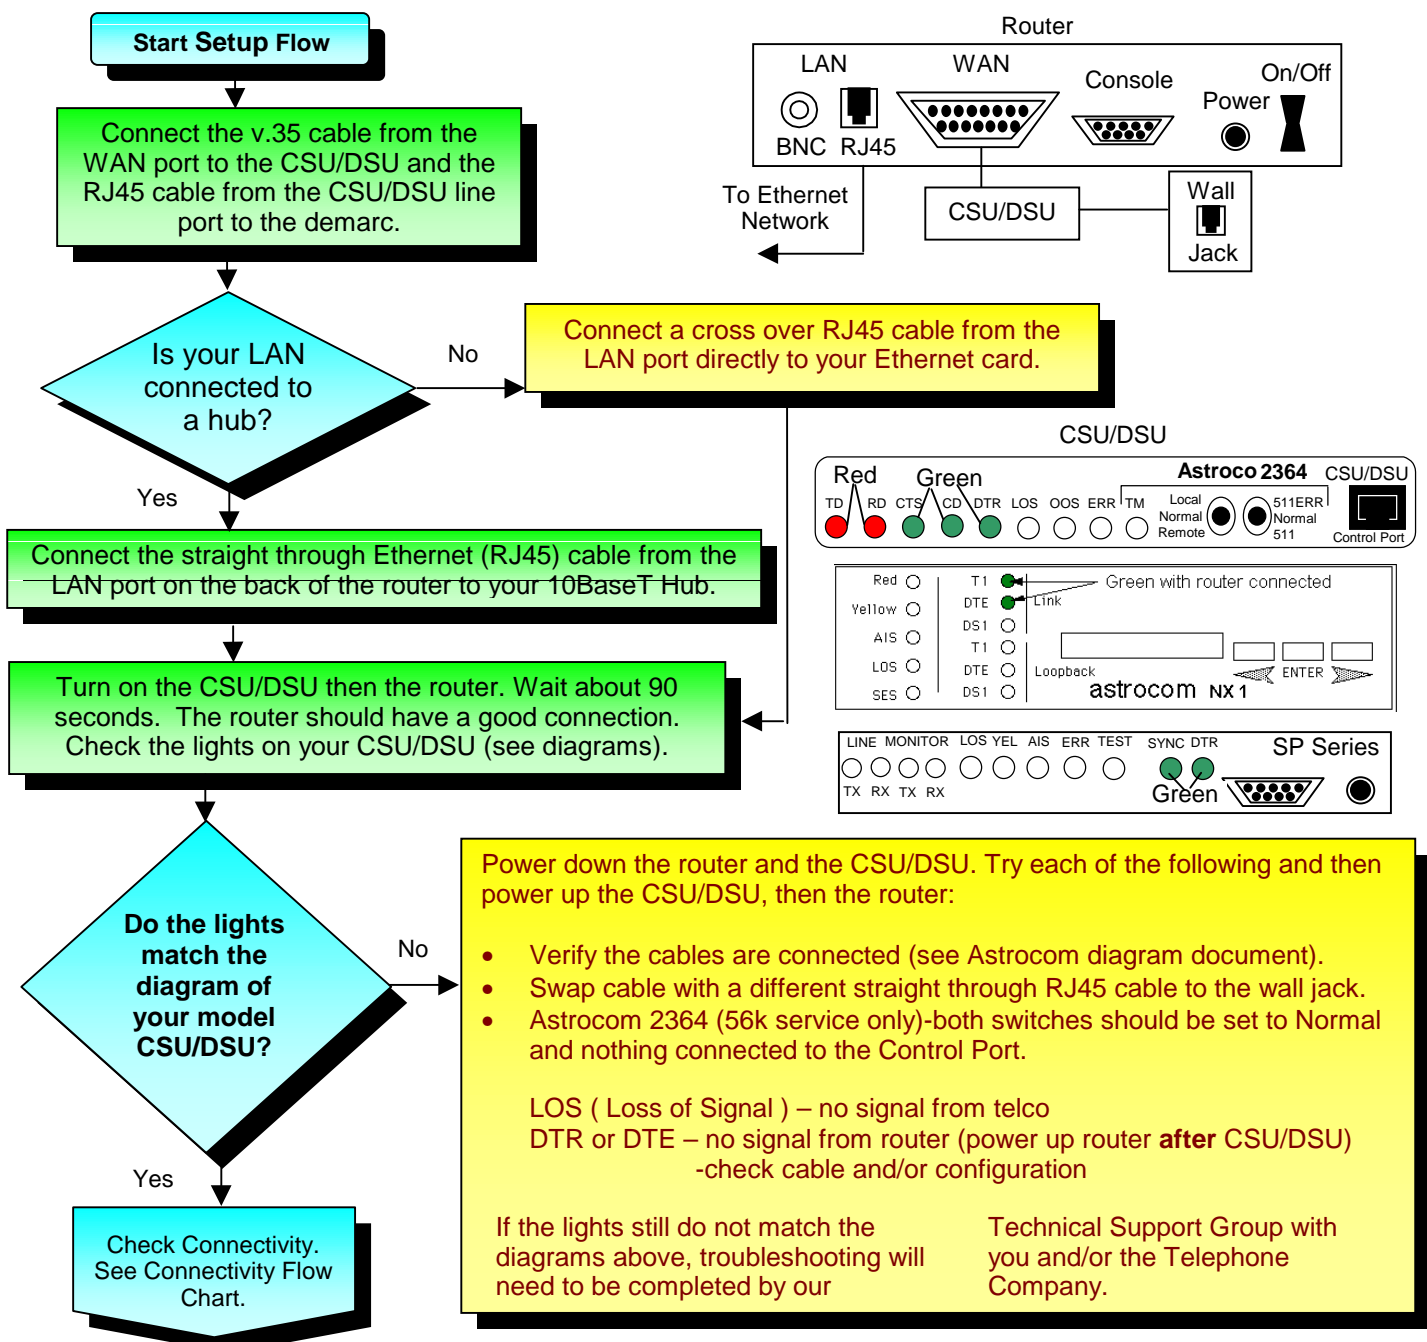 Start Setup Flow
Connect the v.35 cable from the
WAN port to the CSU/DSU and the
RJ45 cable from the CSU/DSU line
port to the demarc.
Router
LAN
WAN
Console
On/Off
Power
BNC RJ45
To Ethernet
Network
CSU/DSU
Wall
Jack
Is your LAN
connected to
a hub?
No
Connect a cross over RJ45 cable from the
LAN port directly to your Ethernet card.
Yes
Connect the straight through Ethernet (RJ45) cable from the
LAN port on the back of the router to your 10BaseT Hub.
Turn on the CSU/DSU then the router. Wait about 90
seconds. The router should have a good connection.
Check the lights on your CSU/DSU (see diagrams).
CSU/DSU
Red
Green
Astroco 2364
CSU/DSU
TD RD CTS CD DTR LOS OOS ERR TM
Local
Normal
Remote
511ERR
Normal
511
Control Port
Red
Yellow
AIS
LOS
SES
T1
DTE
DS1
T1
DTE
DS1
Green with router connected
Link
Loopback
ENTER
astrocom NX1
LINE MONITOR LOS YEL AIS ERR TEST SYNC DTR
SP Series
TX RX TX RX
Green
Do the lights
match the
diagram of
your model
CSU/DSU?
No
Yes
Check Connectivity.
See Connectivity Flow
Chart.
Power down the router and the CSU/DSU. Try each of the following and then
power up the CSU/DSU, then the router:
• Verify the cables are connected (see Astrocom diagram document).
• Swap cable with a different straight through RJ45 cable to the wall jack.
• Astrocom 2364 (56k service only)-both switches should be set to Normal
and nothing connected to the Control Port.
LOS ( Loss of Signal ) – no signal from telco
DTR or DTE – no signal from router (power up router after CSU/DSU)
-check cable and/or configuration
If the lights still do not match the
diagrams above, troubleshooting will
need to be completed by our
Technical Support Group with
you and/or the Telephone
Company.